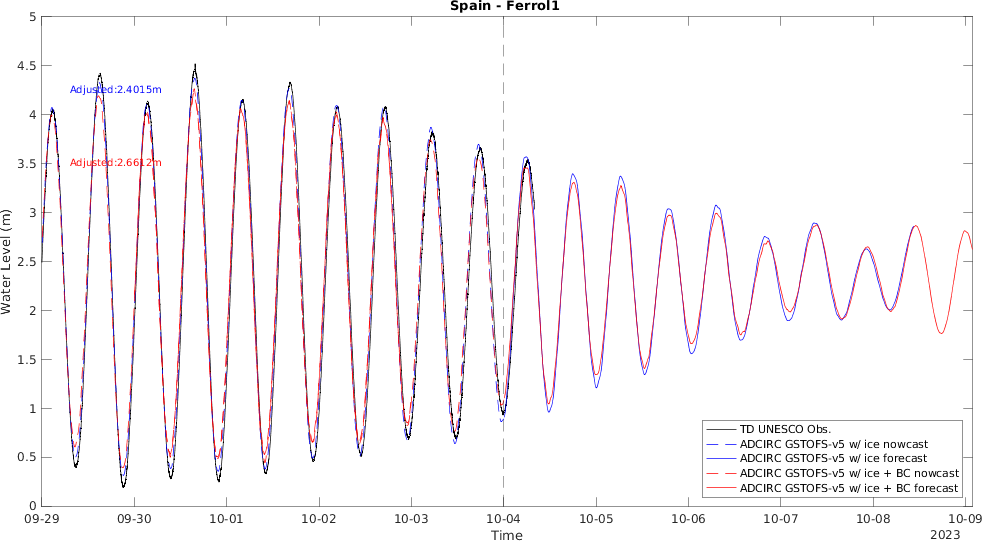 Spain - Ferrol1
Water Level (m)
5
4.5
4
3.5
3
2.5
2
1.5
1
0.5
0
Adjusted:2.4015m
Adjusted:2.6612m
TD UNESCO Obs.
ADCIRC GSTOFS-v5 w/ ice nowcast
ADCIRC GSTOFS-v5 w/ ice forecast
ADCIRC GSTOFS-v5 w/ ice + BC nowcast
ADCIRC GSTOFS-v5 w/ ice + BC forecast
09-29 09-30 10-01 10-02 10-03 10-04 10-05 10-06 10-07 10-08 10-09
Time
2023